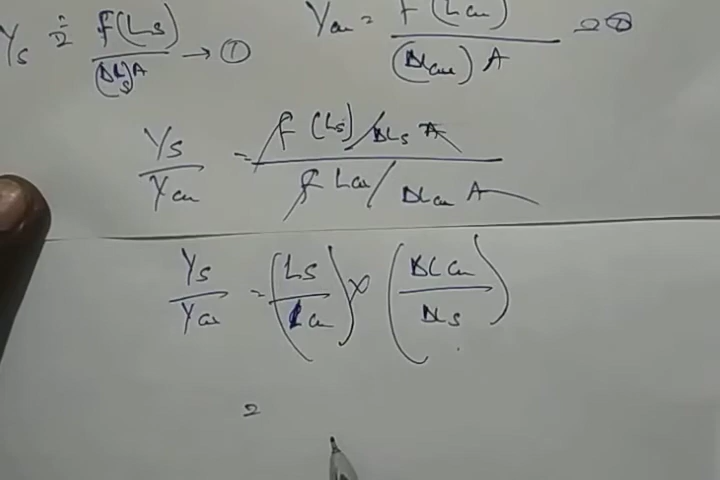 Ys = F(Ls) / (ΔLs)A → ①
Ycu = F(Lcu) / (ΔLcu) A → ②
Ys / Ycu = F (Ls) / ΔLs A / F Lcu / ΔLcu A
Ys / Ycu = (Ls / Lcu) × (ΔLcu / ΔLs)
=